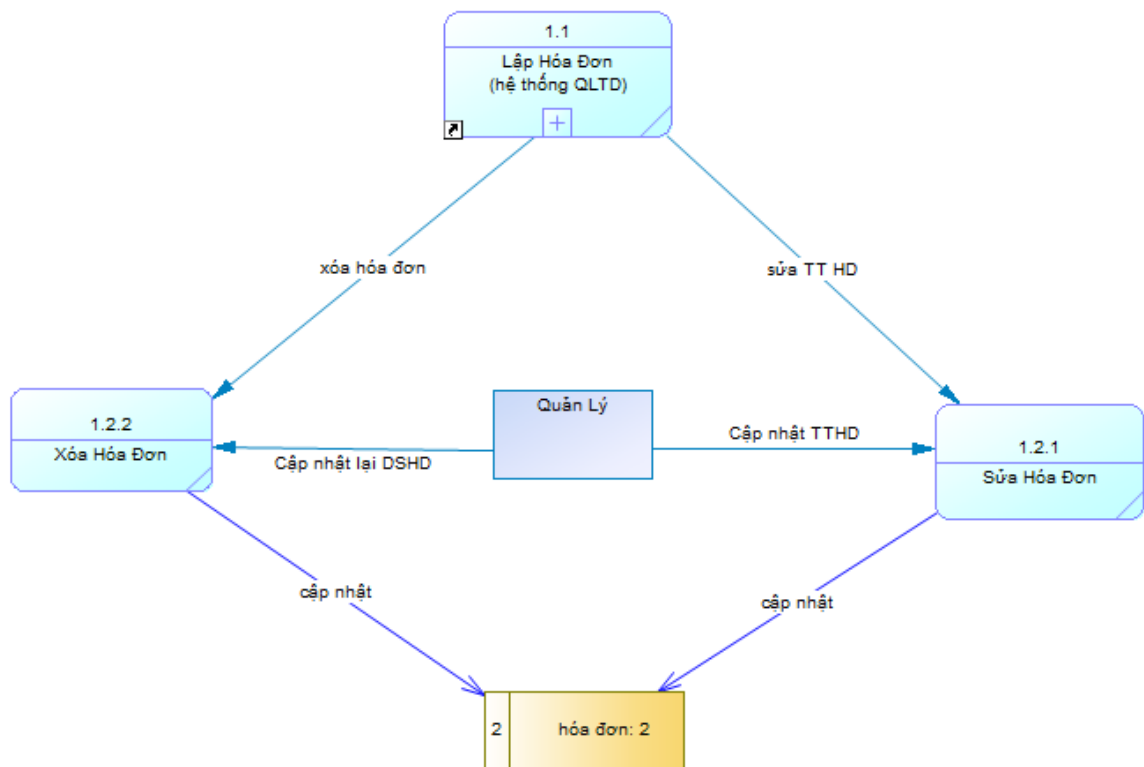 1.1
Lập Hóa Đơn
(hệ thống QLTD)
xóa hóa đơn
sửa TT HD
1.2.2
Xóa Hóa Đơn
Quản Lý
Cập nhật lại DSHD
Cập nhật TTHD
1.2.1
Sửa Hóa Đơn
cập nhật
cập nhật
2
hóa đơn: 2